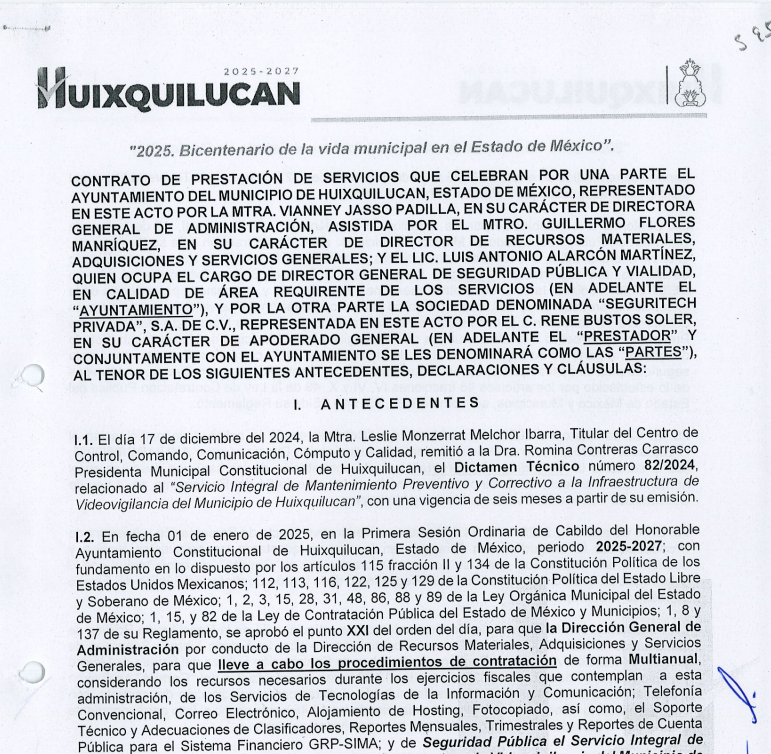 S 25
2025-2027
HUIXQUILUCAN
"2025. Bicentenario de la vida municipal en el Estado de México".
CONTRATO DE PRESTACIÓN DE SERVICIOS QUE CELEBRAN POR UNA PARTE EL
AYUNTAMIENTO DEL MUNICIPIO DE HUIXQUILUCAN, ESTADO DE MÉXICO, REPRESENTADO
EN ESTE ACTO POR LA MTRA. VIANNEY JASSO PADILLA, EN SU CARÁCTER DE DIRECTORA
GENERAL DE ADMINISTRACIÓN, ASISTIDA POR EL MTRO. GUILLERMO FLORES
MANRÍQUEZ, EN SU CARÁCTER DE DIRECTOR DE RECURSOS MATERIALES,
ADQUISICIONES Y SERVICIOS GENERALES; Y EL LIC. LUIS ANTONIO ALARCÓN MARTÍNEZ,
QUIEN OCUPA EL CARGO DE DIRECTOR GENERAL DE SEGURIDAD PÚBLICA Y VIALIDAD,
EN CALIDAD DE ÁREA REQUIRENTE DE LOS SERVICIOS (EN ADELANTE EL
"AYUNTAMIENTO"), Y POR LA OTRA PARTE LA SOCIEDAD DENOMINADA "SEGURITECH
PRIVADA", S.A. DE C.V., REPRESENTADA EN ESTE ACTO POR EL C. RENE BUSTOS SOLER,
EN SU CARÁCTER DE APODERADO GENERAL (EN ADELANTE EL "PRESTADOR" Y
CONJUNTAMENTE CON EL AYUNTAMIENTO SE LES DENOMINARÁ COMO LAS "PARTES"),
AL TENOR DE LOS SIGUIENTES ANTECEDENTES, DECLARACIONES Y CLÁUSULAS:
I. ANTECEDENTES
I.1. El día 17 de diciembre del 2024, la Mtra. Leslie Monzerrat Melchor Ibarra, Titular del Centro de
Control, Comando, Comunicación, Cómputo y Calidad, remitió a la Dra. Romina Contreras Carrasco
Presidenta Municipal Constitucional de Huixquilucan, el Dictamen Técnico número 82/2024,
relacionado al "Servicio Integral de Mantenimiento Preventivo y Correctivo a la Infraestructura de
Videovigilancia del Municipio de Huixquilucan", con una vigencia de seis meses a partir de su emisión.
I.2. En fecha 01 de enero de 2025, en la Primera Sesión Ordinaria de Cabildo del Honorable
Ayuntamiento Constitucional de Huixquilucan, Estado de México, periodo 2025-2027; con
fundamento en lo dispuesto por los artículos 115 fracción II y 134 de la Constitución Política de los
Estados Unidos Mexicanos; 112, 113, 116, 122, 125 y 129 de la Constitución Política del Estado Libre
y Soberano de México; 1, 2, 3, 15, 28, 31, 48, 86, 88 y 89 de la Ley Orgánica Municipal del Estado
de México; 1, 15, y 82 de la Ley de Contratación Pública del Estado de México y Municipios; 1, 8 y
137 de su Reglamento, se aprobó el punto XXI del orden del día, para que la Dirección General de
Administración por conducto de la Dirección de Recursos Materiales, Adquisiciones y Servicios
Generales, para que lleve a cabo los procedimientos de contratación de forma Multianual,
considerando los recursos necesarios durante los ejercicios fiscales que contemplan a esta
administración, de los Servicios de Tecnologías de la Información y Comunicación; Telefonía
Convencional, Correo Electrónico, Alojamiento de Hosting, Fotocopiado, así como, el Soporte
Técnico y Adecuaciones de Clasificadores, Reportes Mensuales, Trimestrales y Reportes de Cuenta
Pública para el Sistema Financiero GRP-SIMA; y de Seguridad Pública el Servicio Integral de